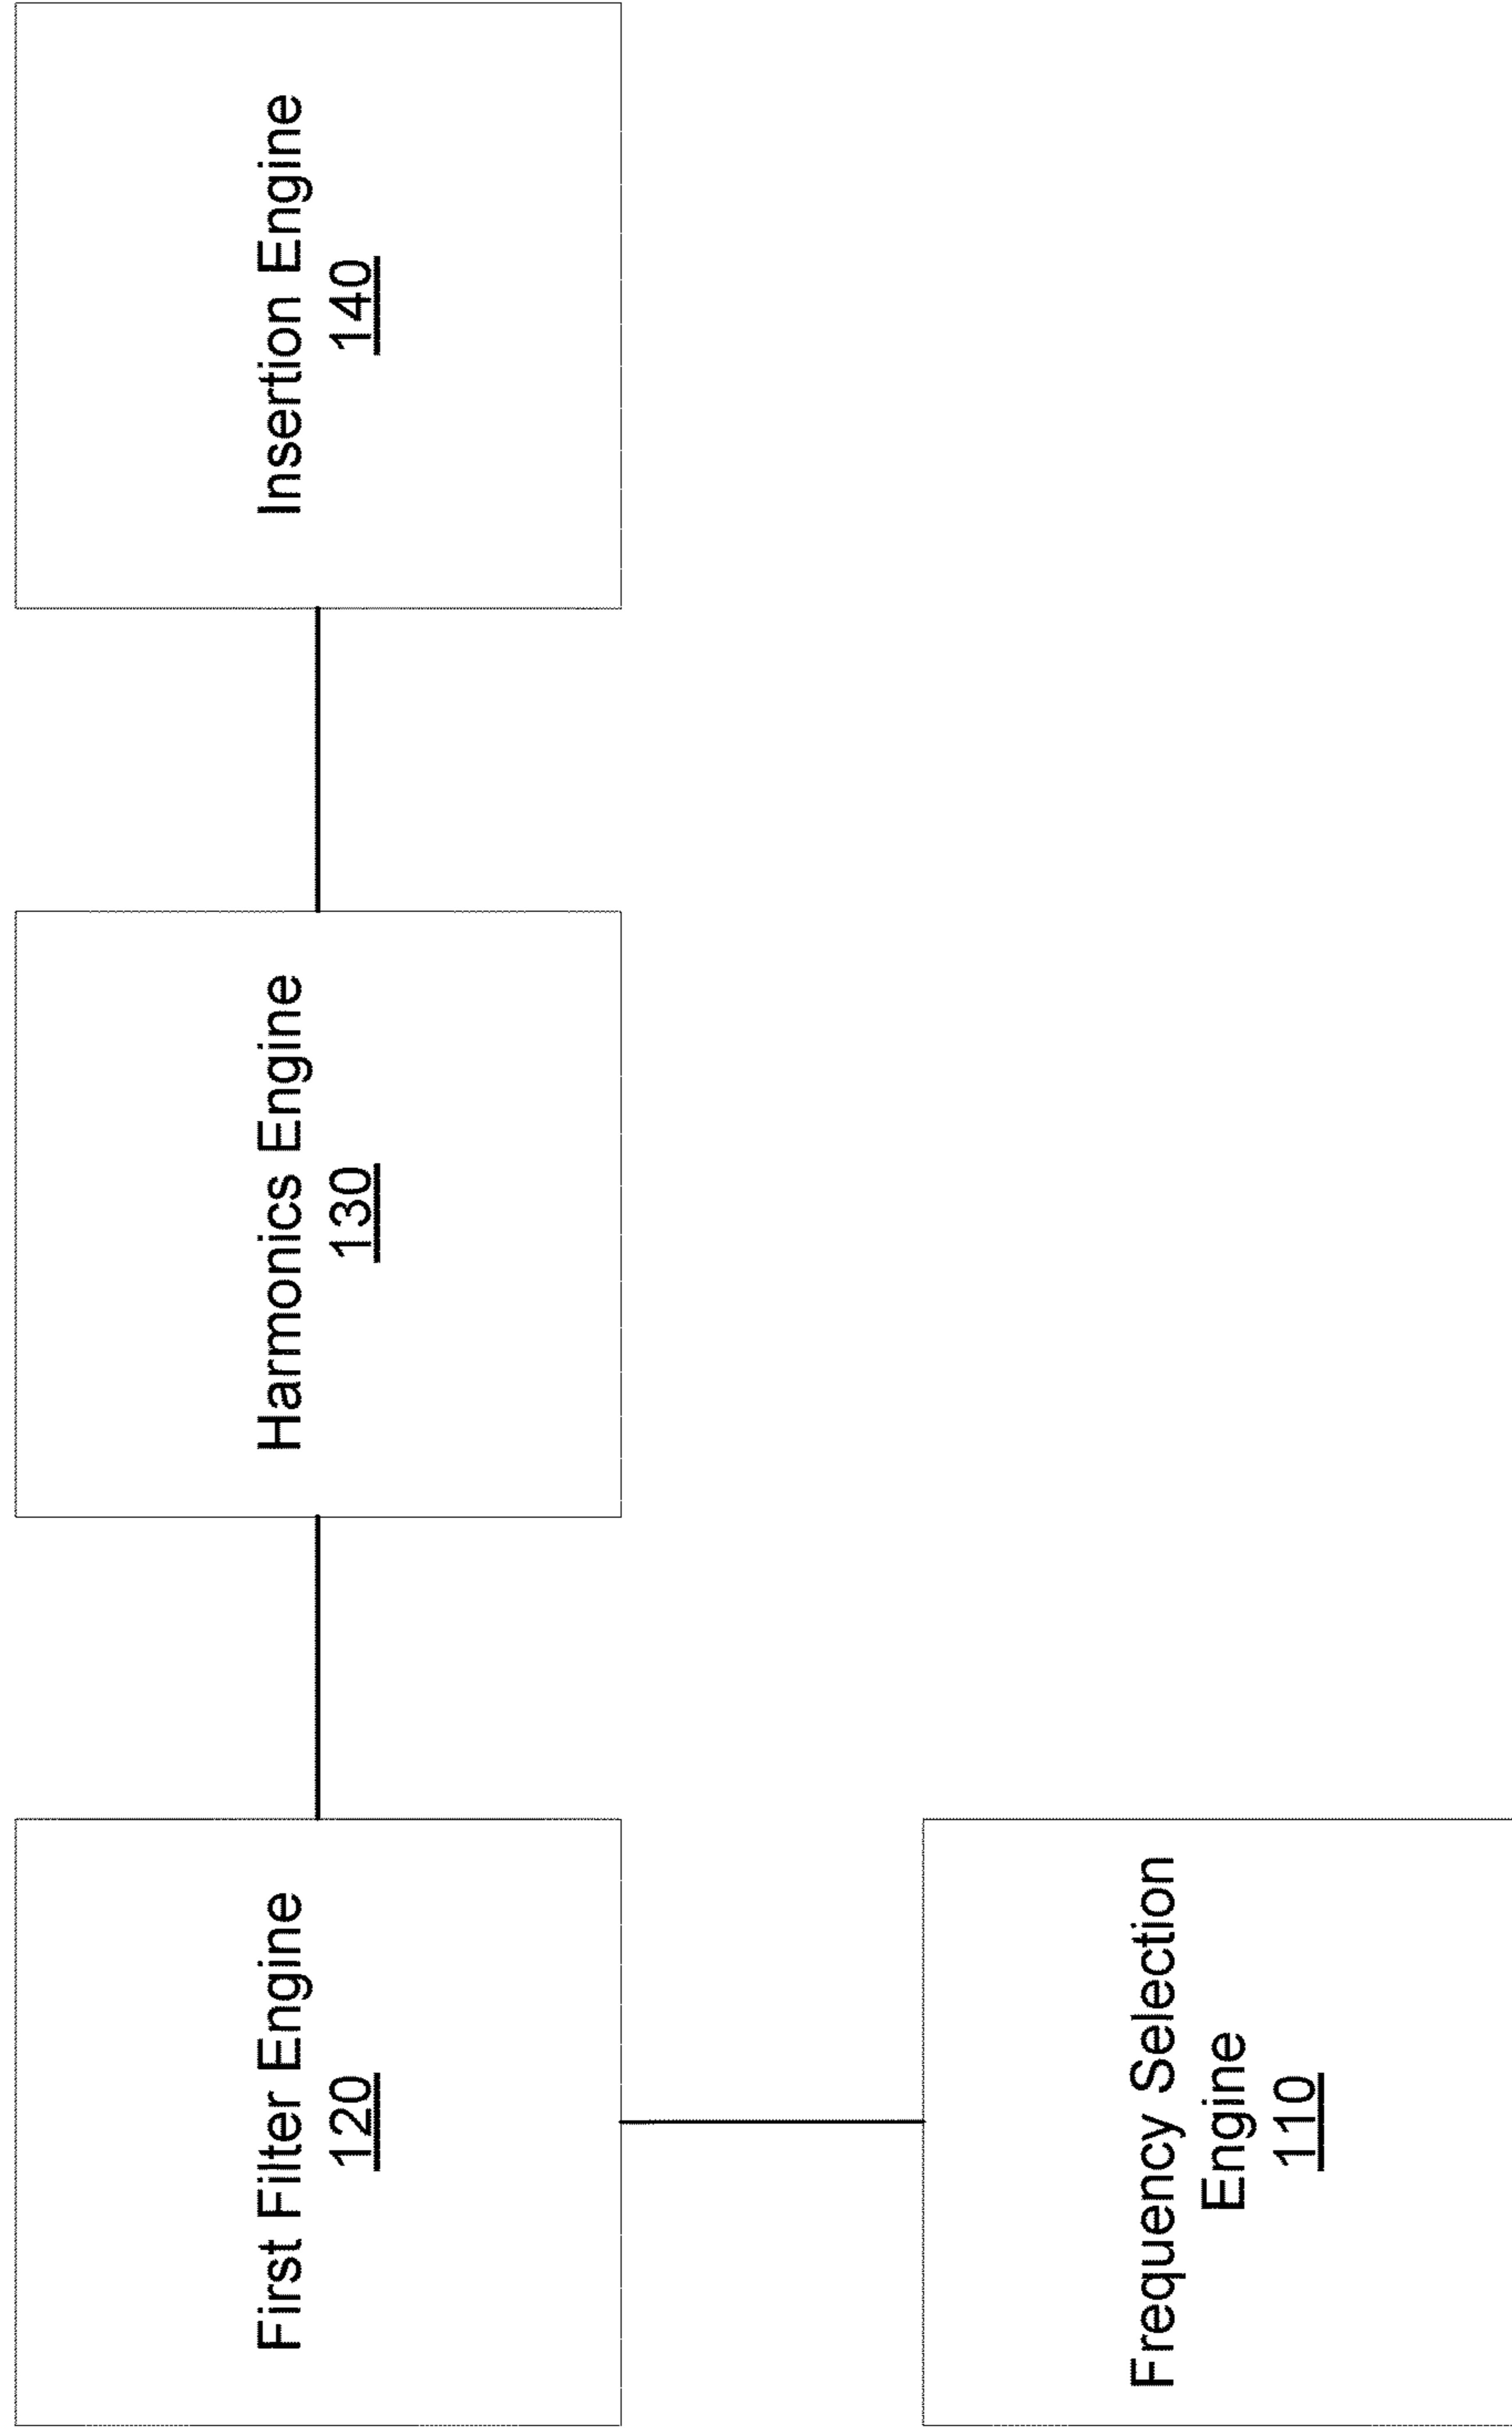 First Filter Engine
120
Harmonics Engine
130
Insertion Engine
140
Frequency Selection
Engine
110